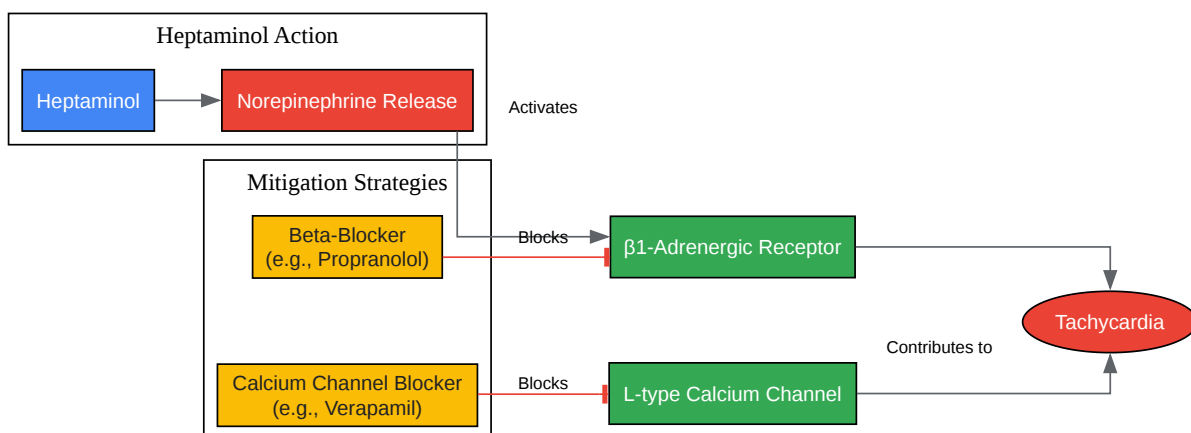 Heptaminol Action
Heptaminol
Norepinephrine Release
Activates
Mitigation Strategies
Beta-Blocker
(e.g., Propranolol)
Blocks
β1-Adrenergic Receptor
Tachycardia
Contributes to
Calcium Channel Blocker
(e.g., Verapamil)
Blocks
L-type Calcium Channel